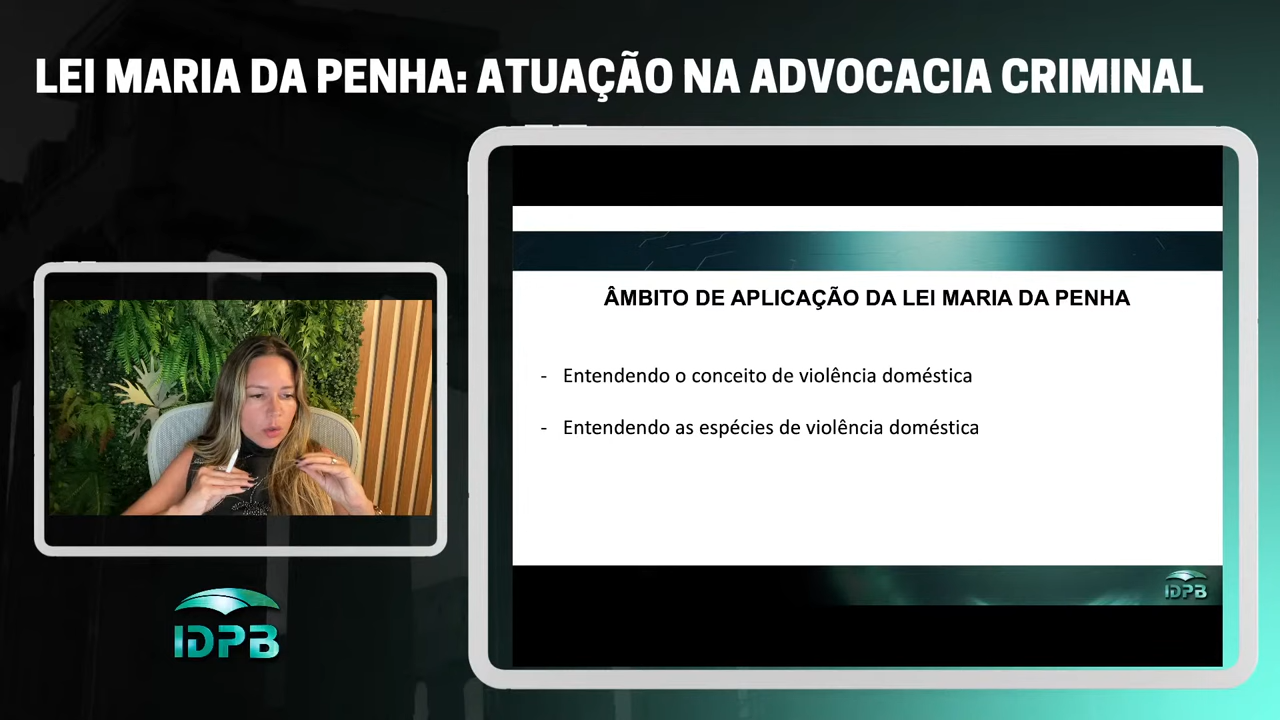 LEI MARIA DA PENHA: ATUAÇÃO NA ADVOCACIA CRIMINAL
ÂMBITO DE APLICAÇÃO DA LEI MARIA DA PENHA
- Entendendo o conceito de violência doméstica
- Entendendo as espécies de violência doméstica
IDPB
IDPB